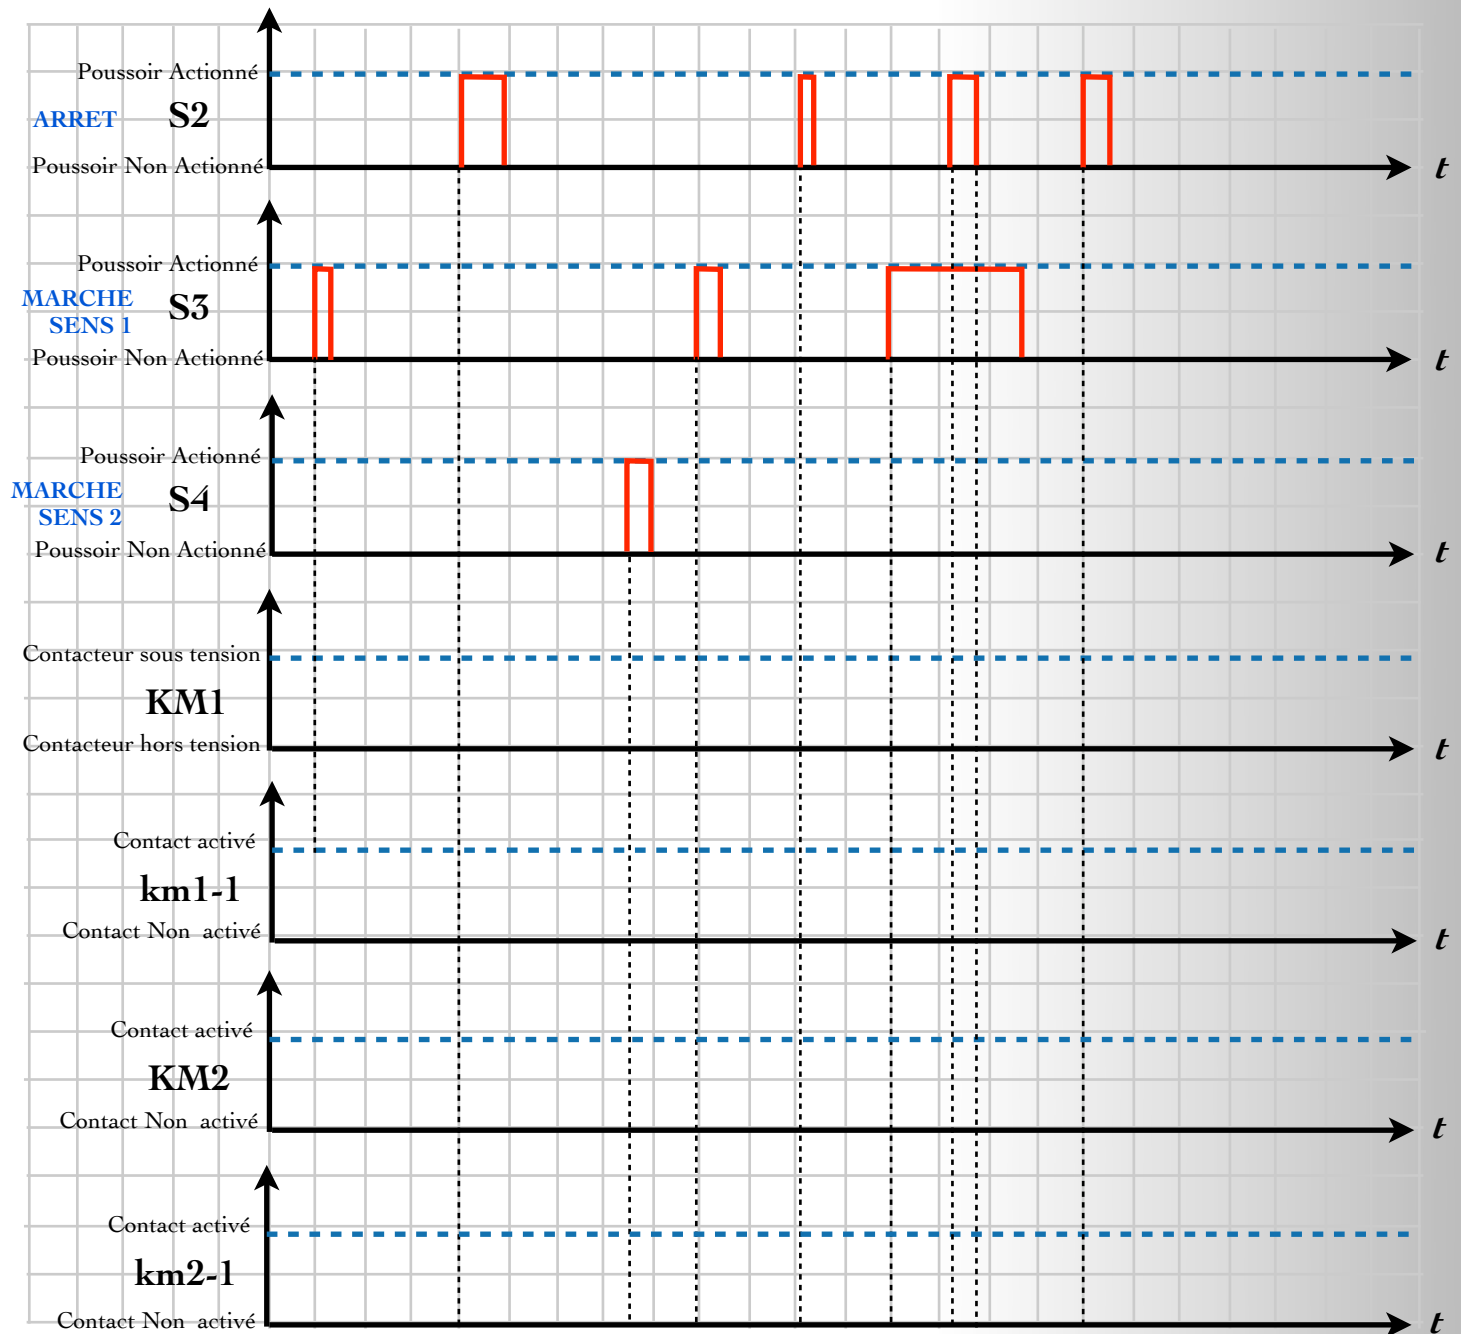 Poussoir Actionné
ARRET S2
Poussoir Non Actionné
t
Poussoir Actionné
MARCHE
SENS 1
S3
Poussoir Non Actionné
t
Poussoir Actionné
MARCHE
SENS 2
S4
Poussoir Non Actionné
t
Contacteur sous tension
KM1
Contacteur hors tension
t
Contact activé
km1-1
Contact Non activé
t
Contact activé
KM2
Contact Non activé
t
Contact activé
km2-1
Contact Non activé
t